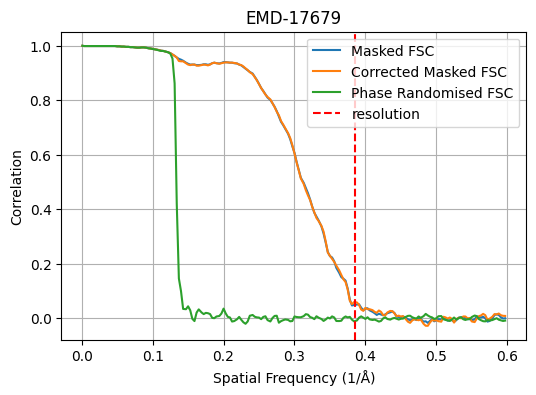 EMD-17679
Masked FSC
Corrected Masked FSC
Phase Randomised FSC
resolution
Correlation
1.0
0.8
0.6
0.4
0.2
0.0
0.0 0.1 0.2 0.3 0.4 0.5 0.6
Spatial Frequency (1/Å)